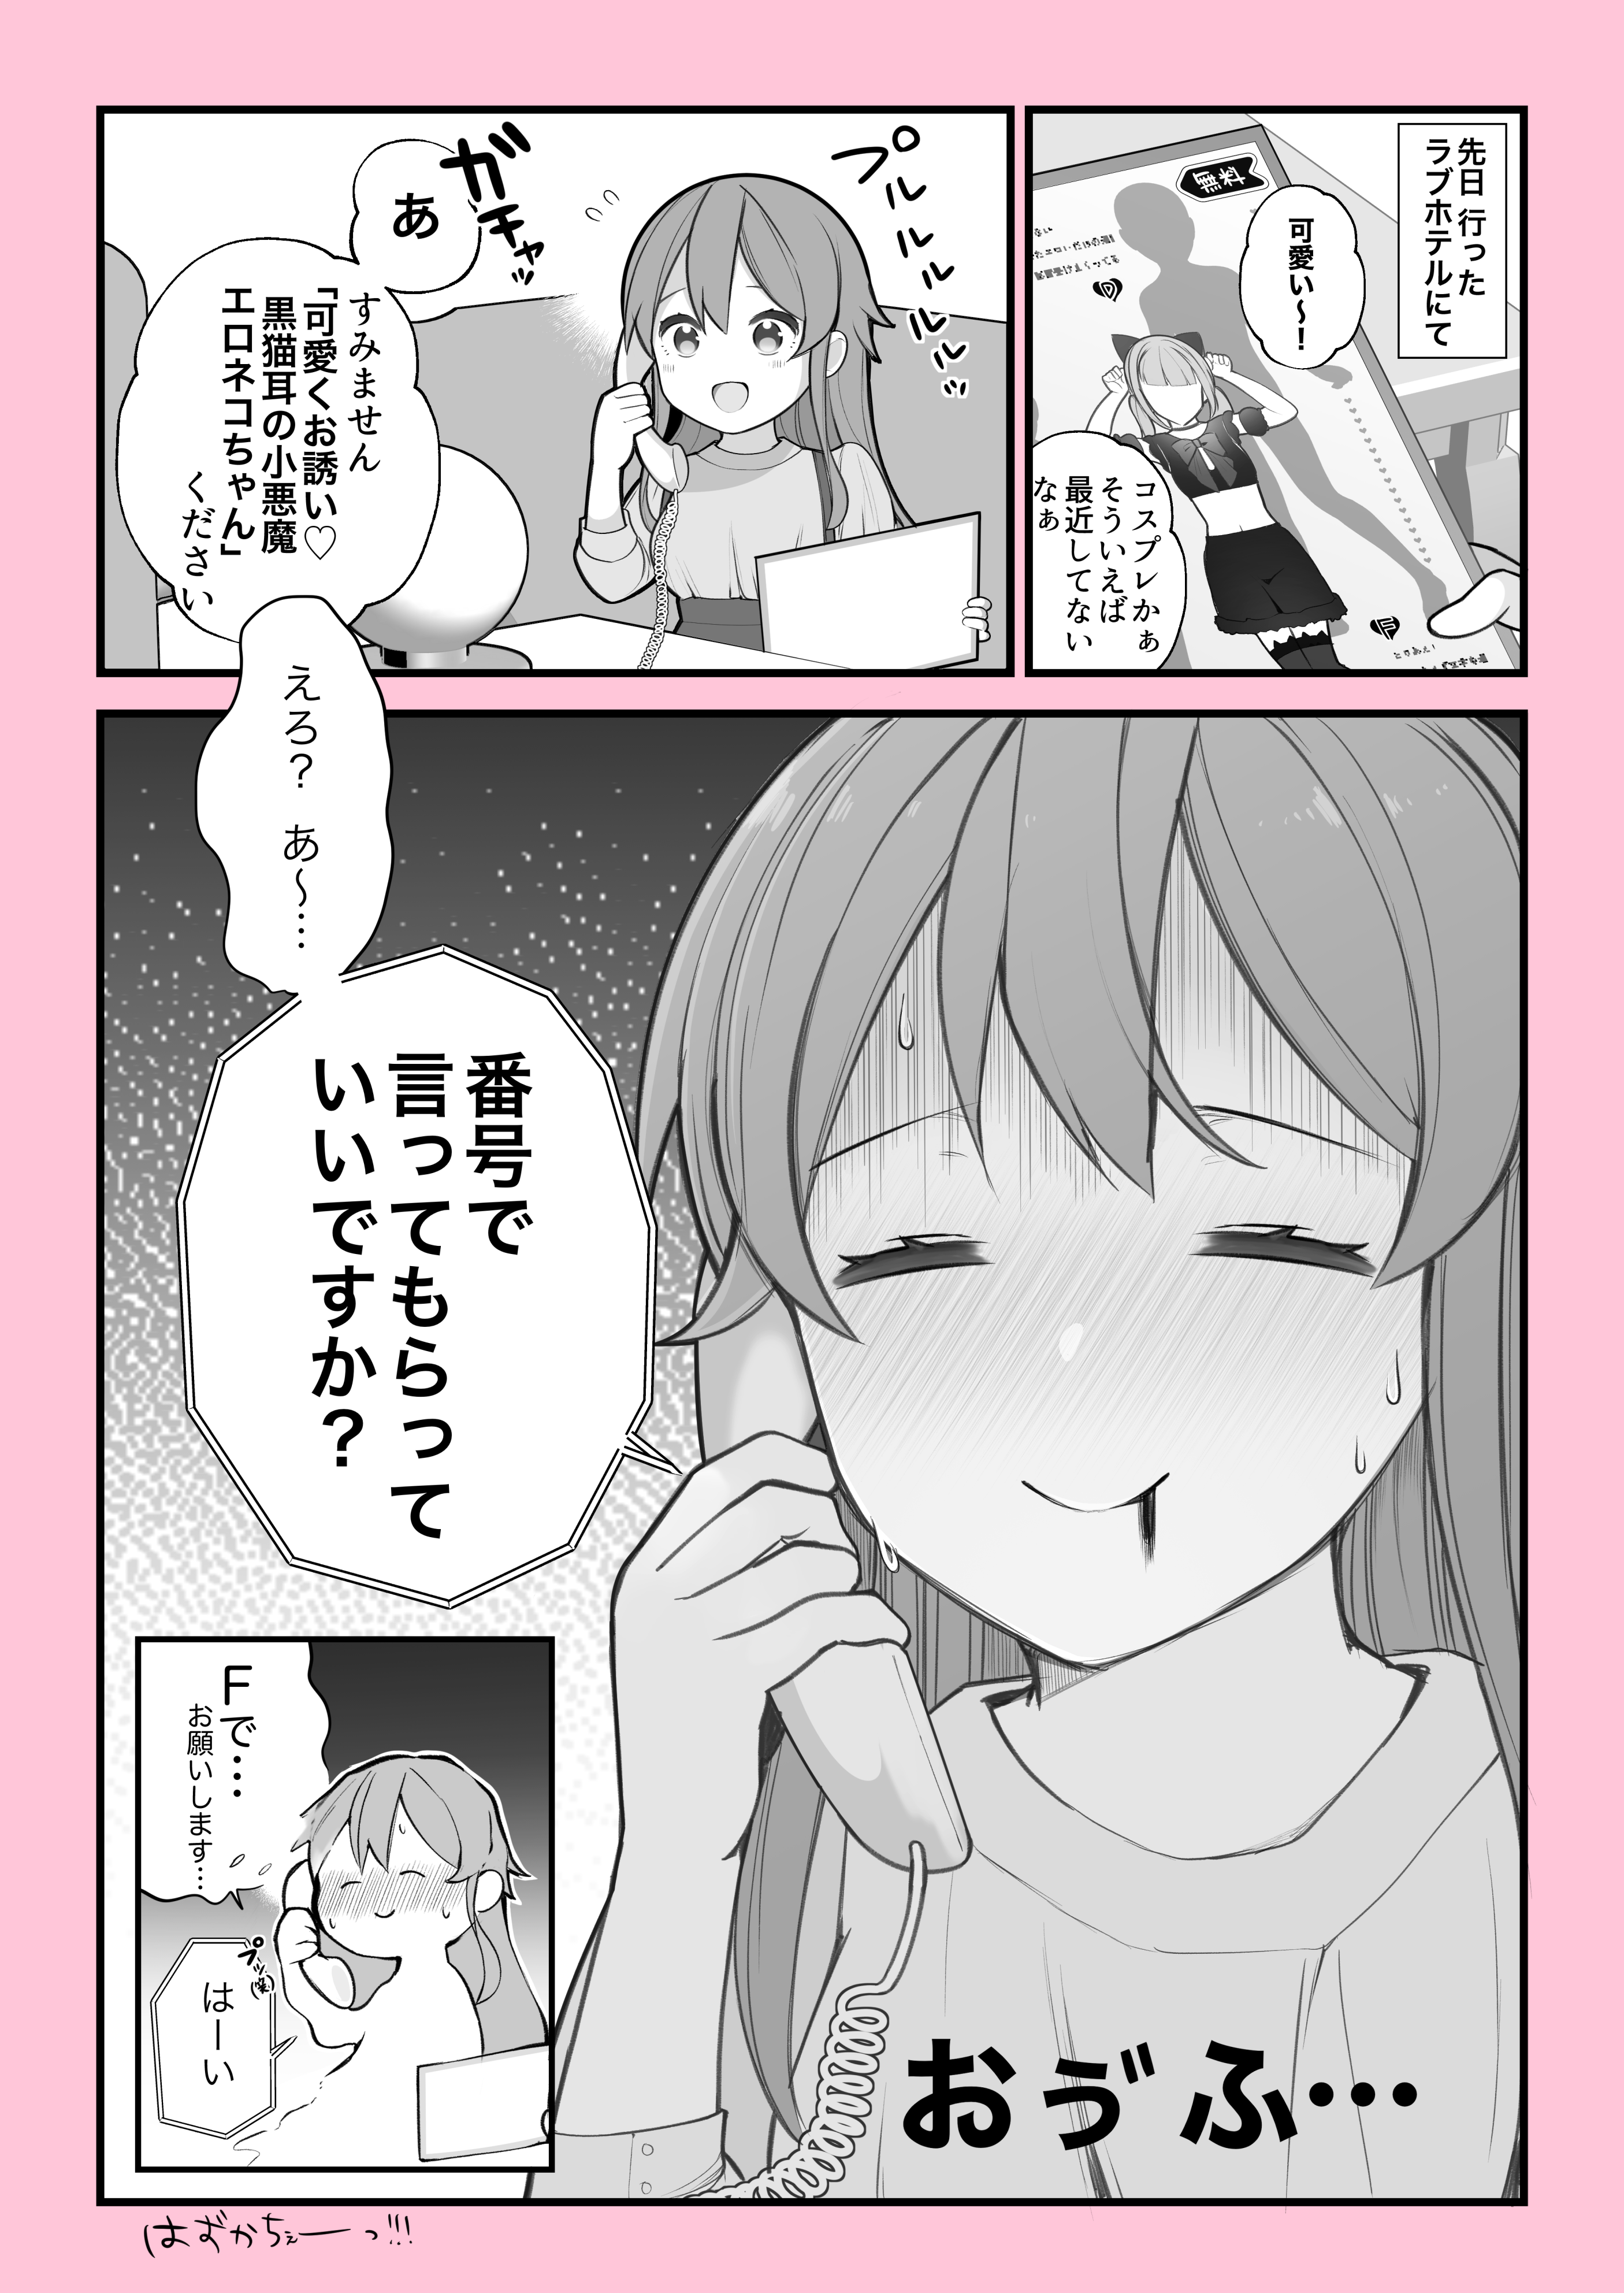 先日 行った
ラブホテルにて
可愛い〜！
コスプレかぁ
そういえば
最近してない
なぁ
D
F
プルルルルル…
ガチャッ
あ
すみません
「可愛くお誘い♡
黒猫耳の小悪魔
エロネコちゃん」
ください
えろ？ あ〜…
番号で
言ってもらって
いいですか？
おゔふ…
Fで…
お願いします…
プッ(笑)
はーい
はずかちぇーっ!!!